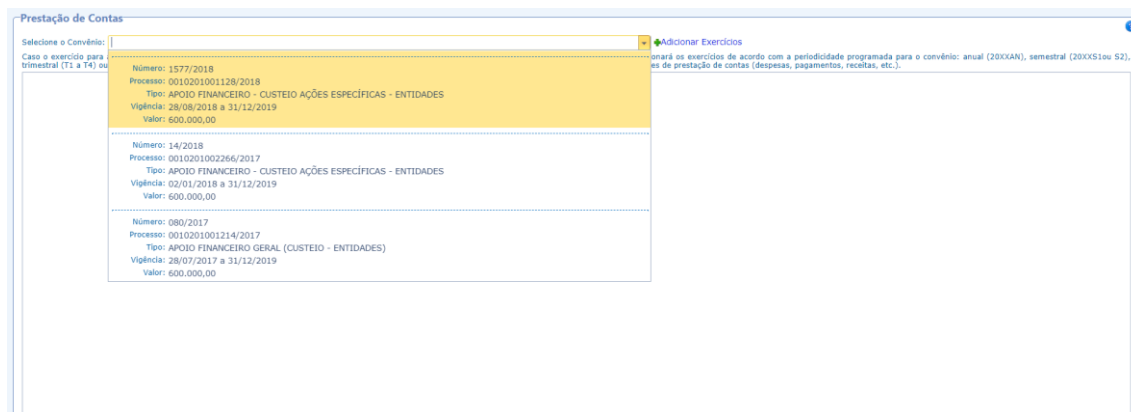 Prestação de Contas
Selecione o Convênio:
Adicionar Exercícios
Caso o exercício para
onará os exercícios de acordo com a periodicidade programada para o convênio: anual (20XXAN), semestral (20XXS1ou S2),
trimestral (T1 a T4) ou
es de prestação de contas (despesas, pagamentos, receitas, etc.).
Número: 1577/2018
Processo: 0010201001128/2018
Tipo: APOIO FINANCEIRO - CUSTEIO AÇÕES ESPECÍFICAS - ENTIDADES
Vigência: 28/08/2018 a 31/12/2019
Valor: 600.000,00
Número: 14/2018
Processo: 0010201002266/2017
Tipo: APOIO FINANCEIRO - CUSTEIO AÇÕES ESPECÍFICAS - ENTIDADES
Vigência: 02/01/2018 a 31/12/2019
Valor: 600.000,00
Número: 080/2017
Processo: 0010201001214/2017
Tipo: APOIO FINANCEIRO GERAL (CUSTEIO - ENTIDADES)
Vigência: 28/07/2017 a 31/12/2019
Valor: 600.000,00